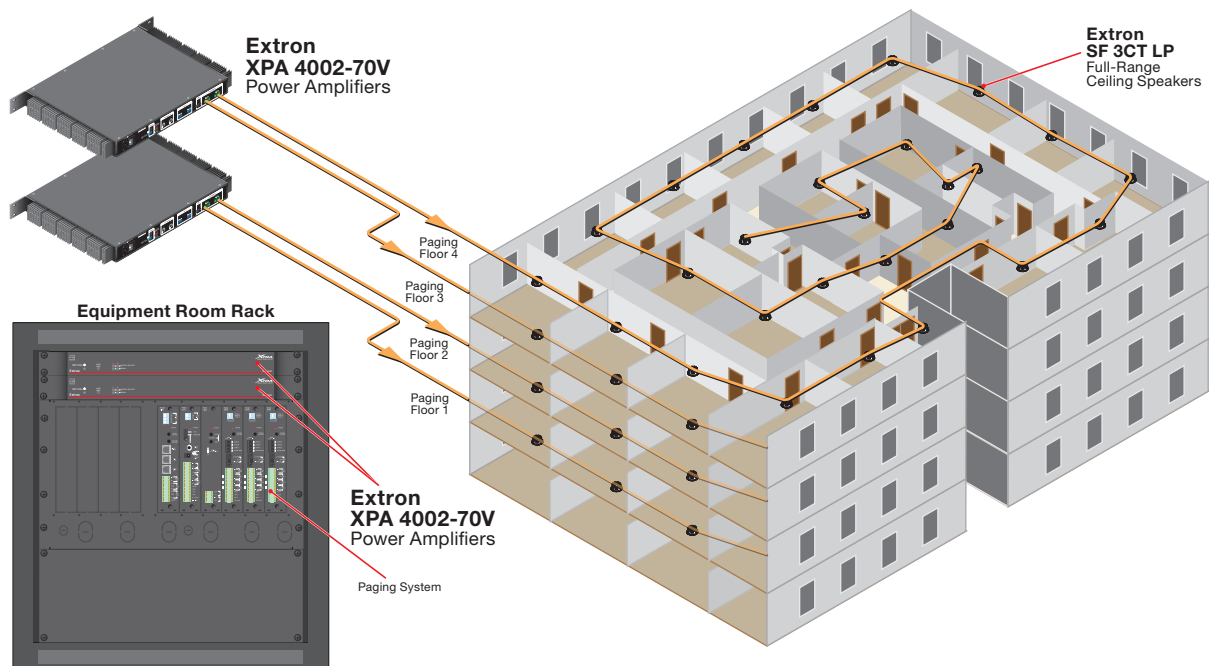 Extron
XPA 4002-70V
Power Amplifiers
Extron
SF 3CT LP
Full-Range
Ceiling Speakers
Paging
Floor 4
Paging
Floor 3
Paging
Floor 2
Paging
Floor 1
Equipment Room Rack
Extron
XPA 4002-70V
Power Amplifiers
Paging System